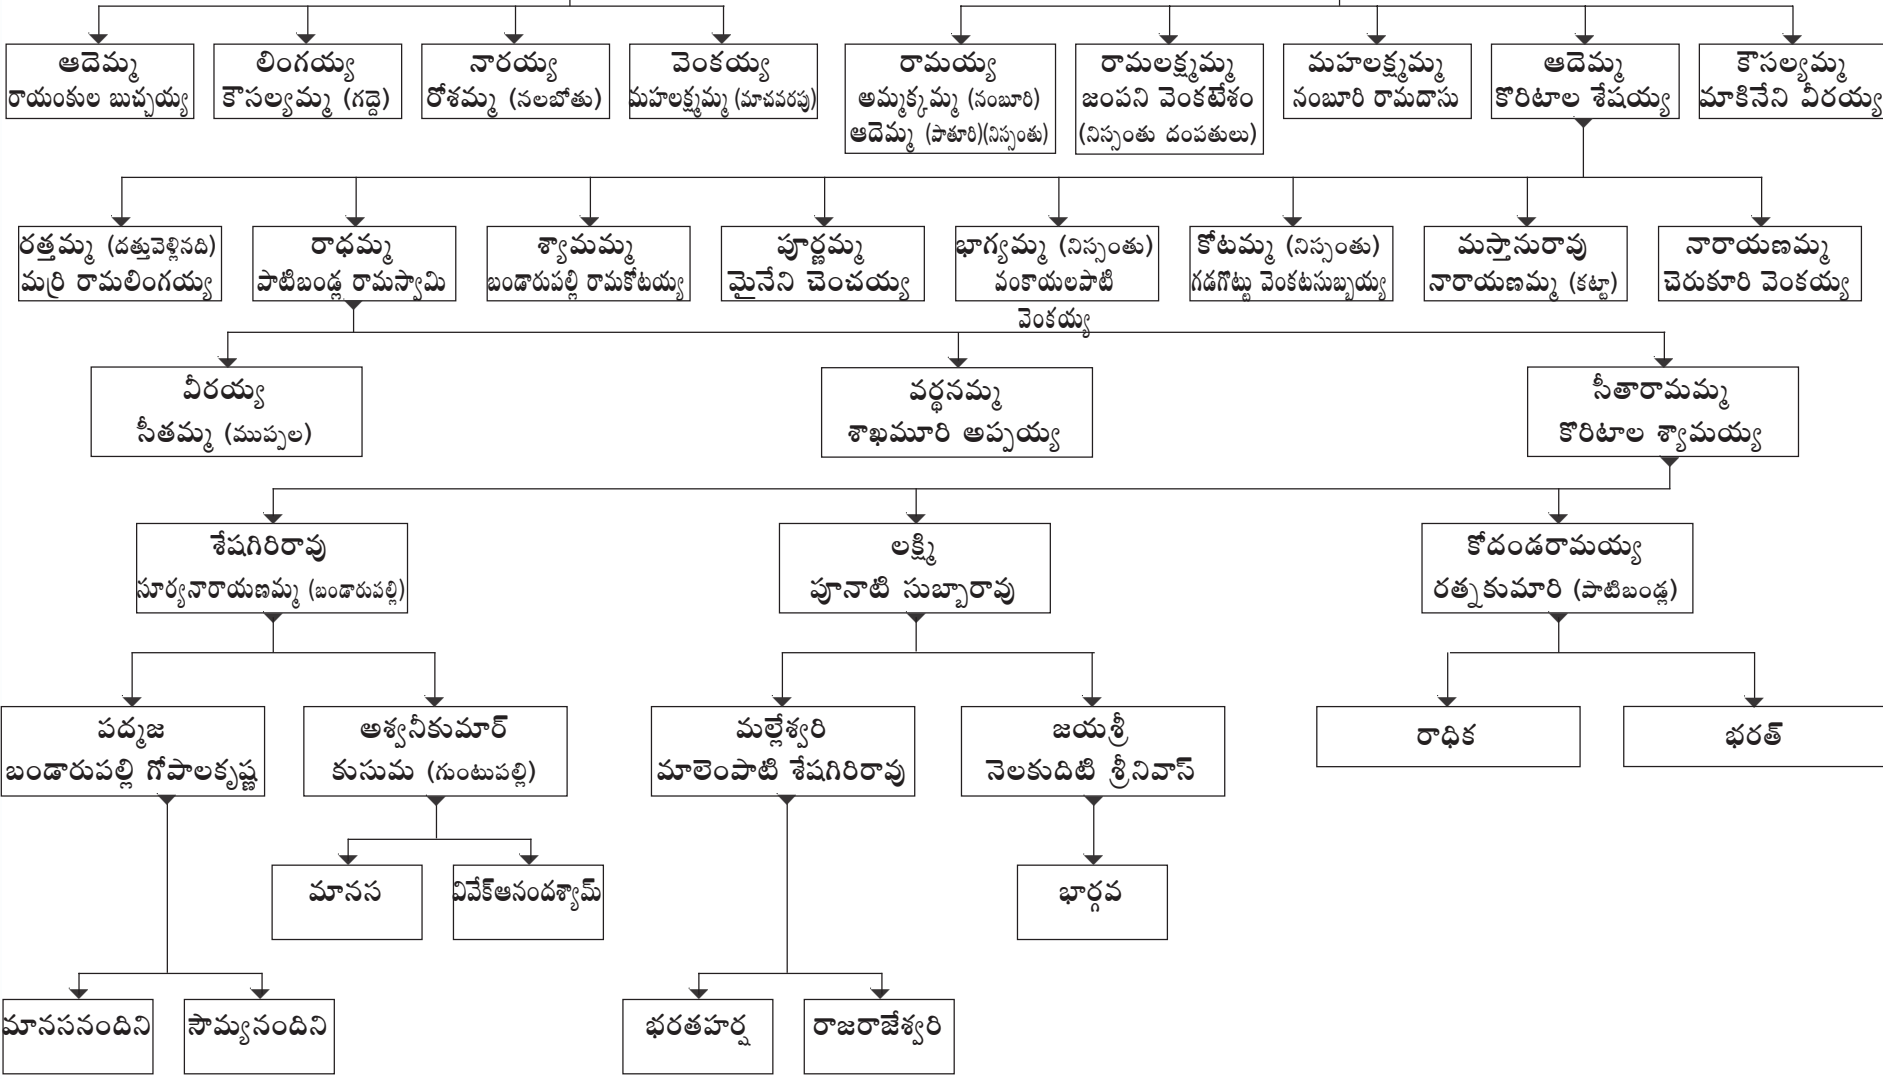 ఆదెమ్మ
రాయంకుల బుచ్చయ్య
లింగయ్య
కౌసల్యమ్మ (గద్దె)
నారయ్య
రోశమ్మ (నలబోతు)
వెంకయ్య
మహలక్ష్మమ్మ (మాచవరపు)
రామయ్య
అమ్మక్కమ్మ (నంబూరి)
ఆదెమ్మ (పాతూరి)(నిస్సంతు)
రామలక్ష్మమ్మ
జంపని వెంకటేశం
(నిస్సంతు దంపతులు)
మహలక్ష్మమ్మ
నంబూరి రామదాసు
ఆదెమ్మ
కొరిటాల శేషయ్య
కౌసల్యమ్మ
మాకినేని వీరయ్య
రత్తమ్మ (దత్తువెళ్లినది)
మర్రి రామలింగయ్య
రాధమ్మ
పాటిబండ్ల రామస్వామి
శ్యామమ్మ
బండారుపల్లి రామకోటయ్య
పూర్ణమ్మ
మైనేని చెంచయ్య
భాగ్యమ్మ (నిస్సంతు)
వంకాయలపాటి
వెంకయ్య
కోటమ్మ (నిస్సంతు)
గడగొట్టు వెంకటసుబ్బయ్య
మస్తానురావు
నారాయణమ్మ (కట్టా)
నారాయణమ్మ
చెరుకూరి వెంకయ్య
వీరయ్య
సీతమ్మ (ముప్పల)
వర్థనమ్మ
శాఖమూరి అప్పయ్య
సీతారామమ్మ
కొరిటాల శ్యామయ్య
శేషగిరిరావు
సూర్యనారాయణమ్మ (బండారుపల్లి)
లక్ష్మి
పూనాటి సుబ్బారావు
కోదండరామయ్య
రత్నకుమారి (పాటిబండ్ల)
పద్మజ
బండారుపల్లి గోపాలకృష్ణ
అశ్వనీకుమార్
కుసుమ (గుంటుపల్లి)
మల్లేశ్వరి
మాలెంపాటి శేషగిరిరావు
జయశ్రీ
నెలకుదిటి శ్రీనివాస్
రాధిక
భరత్
మానస
వివేక్ఆనందశ్యామ్
భార్గవ
మానసనందిని
సౌమ్యనందిని
భరతహర్ష
రాజరాజేశ్వరి